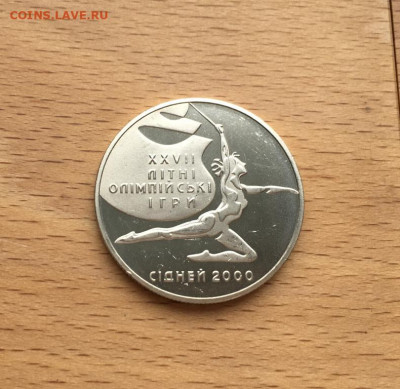 COINS.LAVE.RU
XXVII
ЛІТНІ
ОЛІМПІЙСЬКІ
ІГРИ
СІДНЕЙ 2000